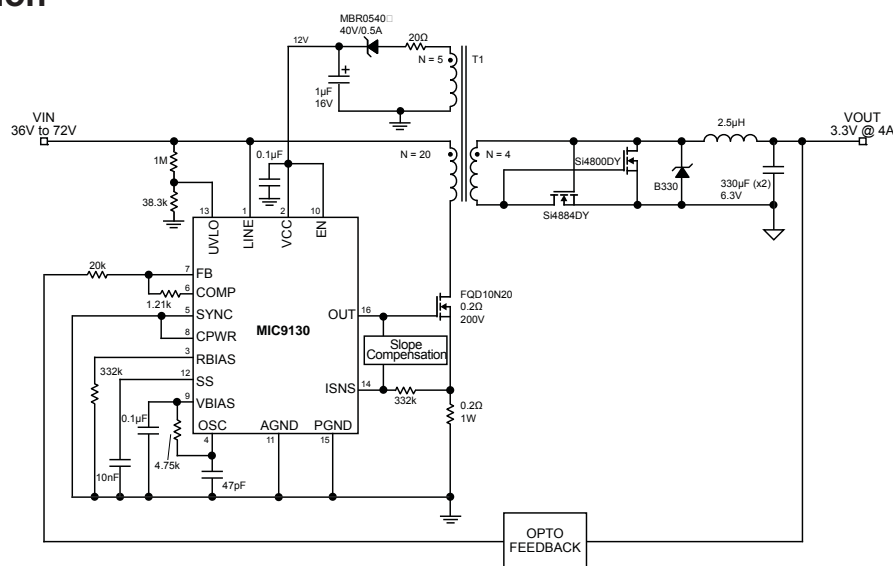 MBR0540
40V/0.5A
20Ω
12V
N = 5
T1
1µF
16V
VIN
36V to 72V
2.5µH
VOUT
3.3V @ 4A
1M
0.1µF
N = 20
N = 4
Si4800DY
B330
330µF (x2)
6.3V
38.3k
Si4884DY
13
1
2
10
UVLO
LINE
VCC
EN
20k
7
FB
6
COMP
1.21k
5
SYNC
8
CPWR
3
RBIAS
332k
12
SS
9
VBIAS
OSC
4
AGND
11
PGND
15
MIC9130
OUT
16
FQD10N20
0.2Ω
200V
Slope
Compensation
ISNS
14
332k
0.2Ω
1W
0.1µF
4.75k
10nF
47pF
OPTO
FEEDBACK